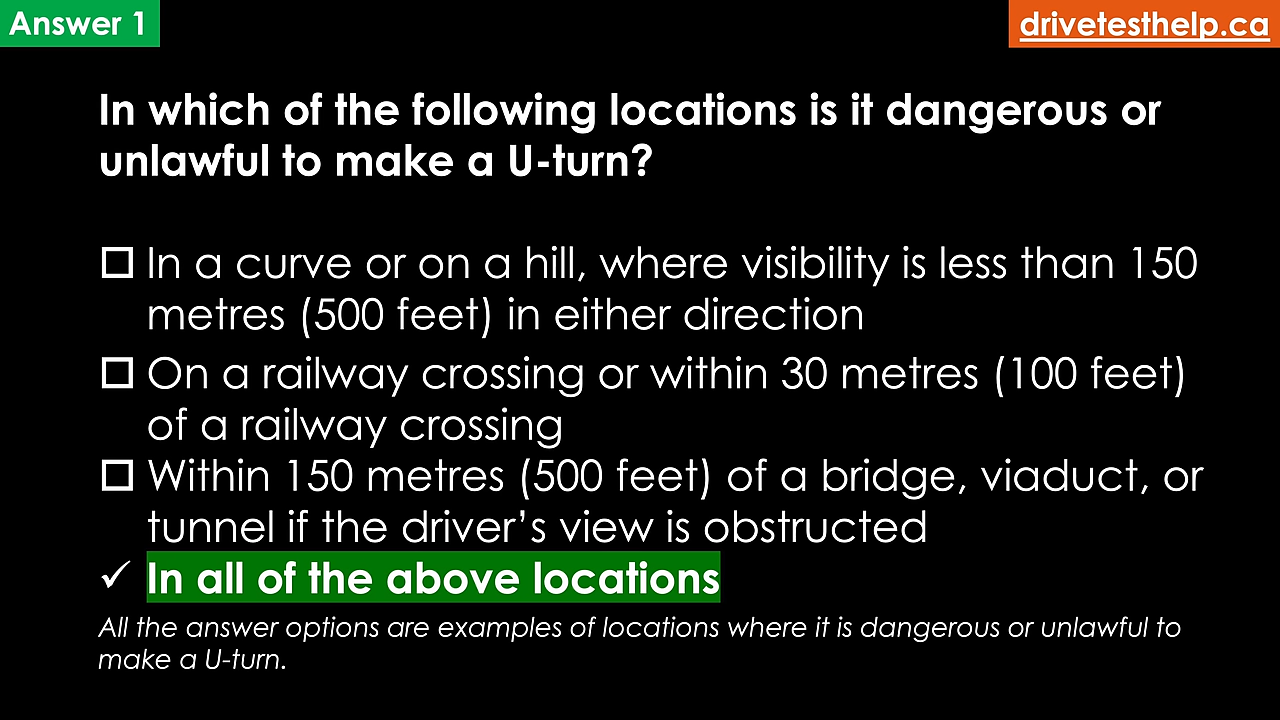 Answer 1
drivetesthelp.ca
In which of the following locations is it dangerous or
unlawful to make a U-turn?
In a curve or on a hill, where visibility is less than 150
metres (500 feet) in either direction
On a railway crossing or within 30 metres (100 feet)
of a railway crossing
Within 150 metres (500 feet) of a bridge, viaduct, or
tunnel if the driver’s view is obstructed
In all of the above locations
All the answer options are examples of locations where it is dangerous or unlawful to
make a U-turn.